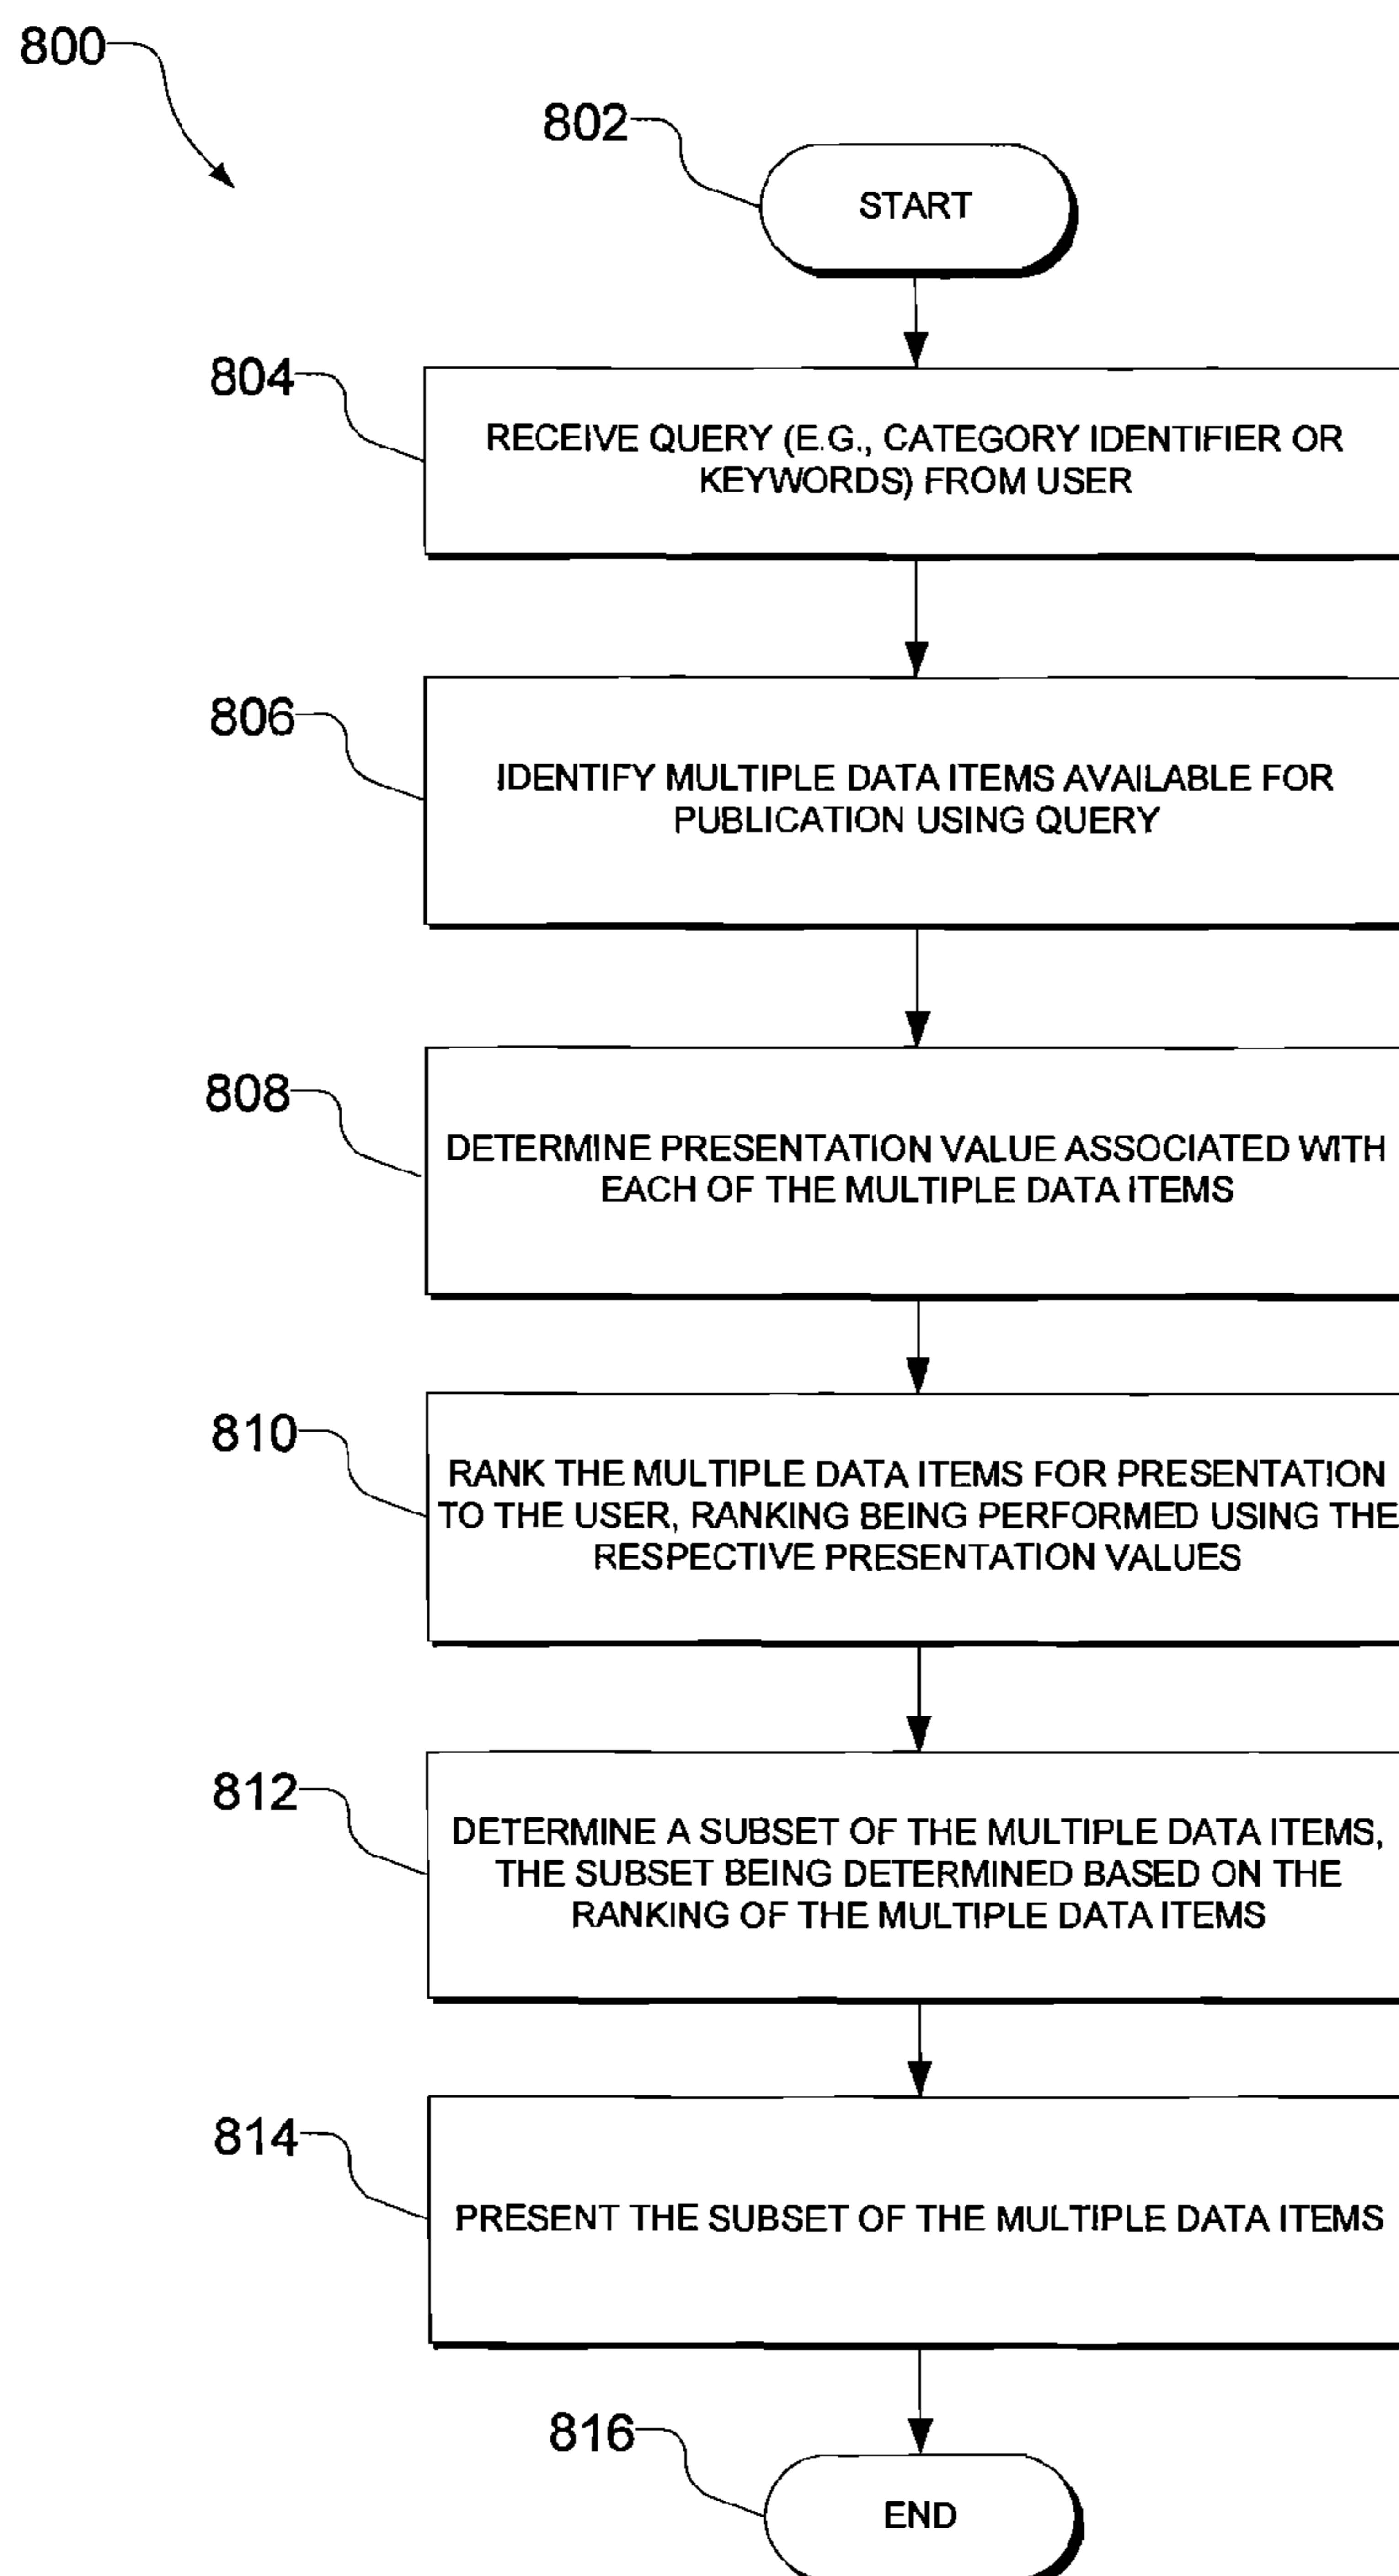 800
802
START
804
RECEIVE QUERY (E.G., CATEGORY IDENTIFIER OR
KEYWORDS) FROM USER
806
IDENTIFY MULTIPLE DATA ITEMS AVAILABLE FOR
PUBLICATION USING QUERY
808
DETERMINE PRESENTATION VALUE ASSOCIATED WITH
EACH OF THE MULTIPLE DATA ITEMS
810
RANK THE MULTIPLE DATA ITEMS FOR PRESENTATION
TO THE USER, RANKING BEING PERFORMED USING THE
RESPECTIVE PRESENTATION VALUES
812
DETERMINE A SUBSET OF THE MULTIPLE DATA ITEMS,
THE SUBSET BEING DETERMINED BASED ON THE
RANKING OF THE MULTIPLE DATA ITEMS
814
PRESENT THE SUBSET OF THE MULTIPLE DATA ITEMS
816
END